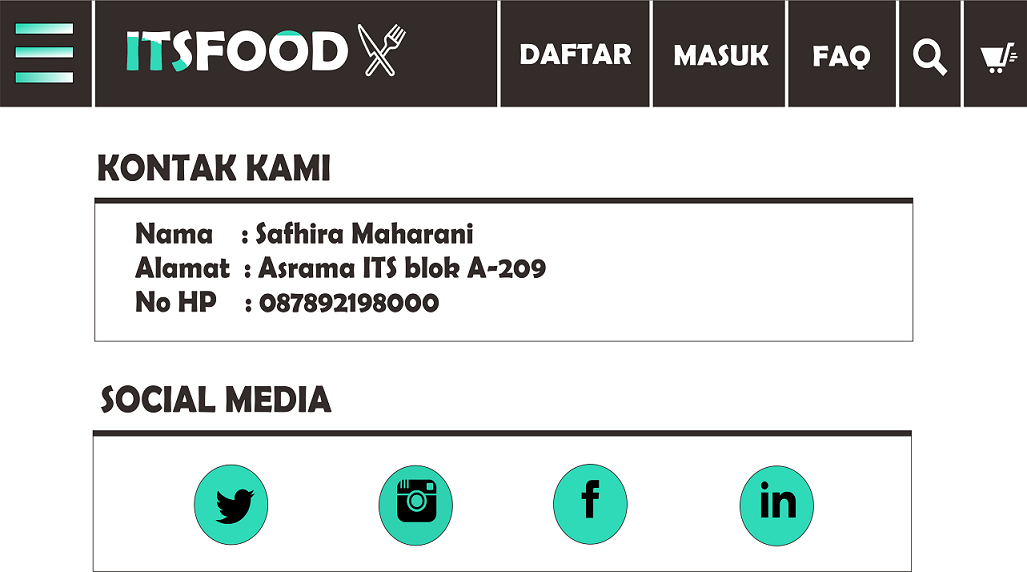 ITSFOOD
DAFTAR
MASUK
FAQ
KONTAK KAMI
Nama : Safhira Maharani
Alamat : Asrama ITS blok A-209
No HP : 087892198000
SOCIAL MEDIA
f
in